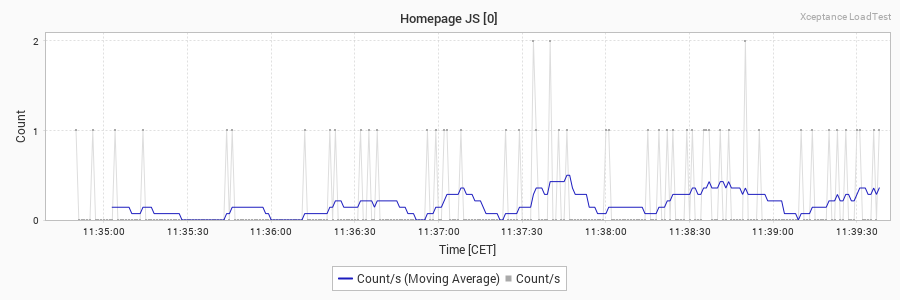 Homepage JS [0]
Xceptance LoadTest
2
1
0
Count
11:35:00 11:35:30 11:36:00 11:36:30 11:37:00 11:37:30 11:38:00 11:38:30 11:39:00 11:39:30
Time [CET]
Count/s (Moving Average) Count/s